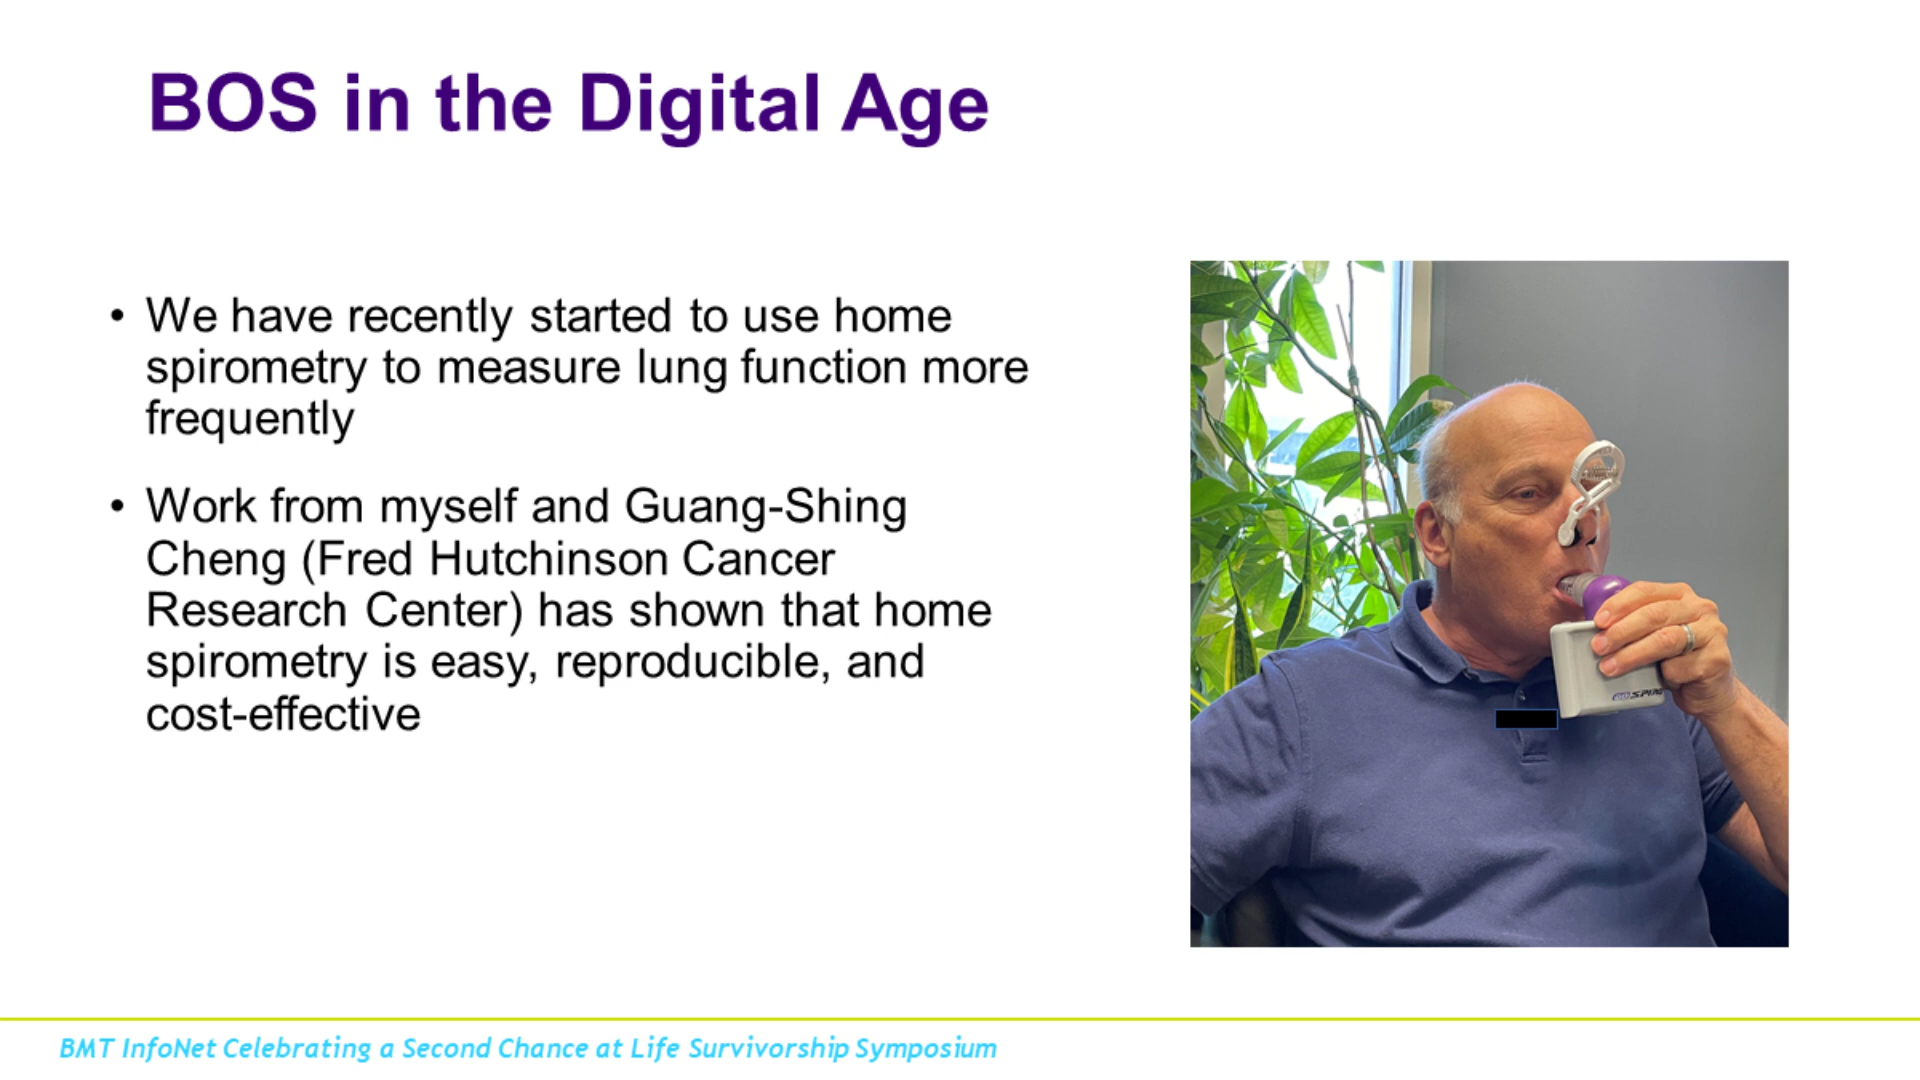 BOS in the Digital Age
• We have recently started to use home
spirometry to measure lung function more
frequently
• Work from myself and Guang-Shing
Cheng (Fred Hutchinson Cancer
Research Center) has shown that home
spirometry is easy, reproducible, and
cost-effective
BMT InfoNet Celebrating a Second Chance at Life Survivorship Symposium